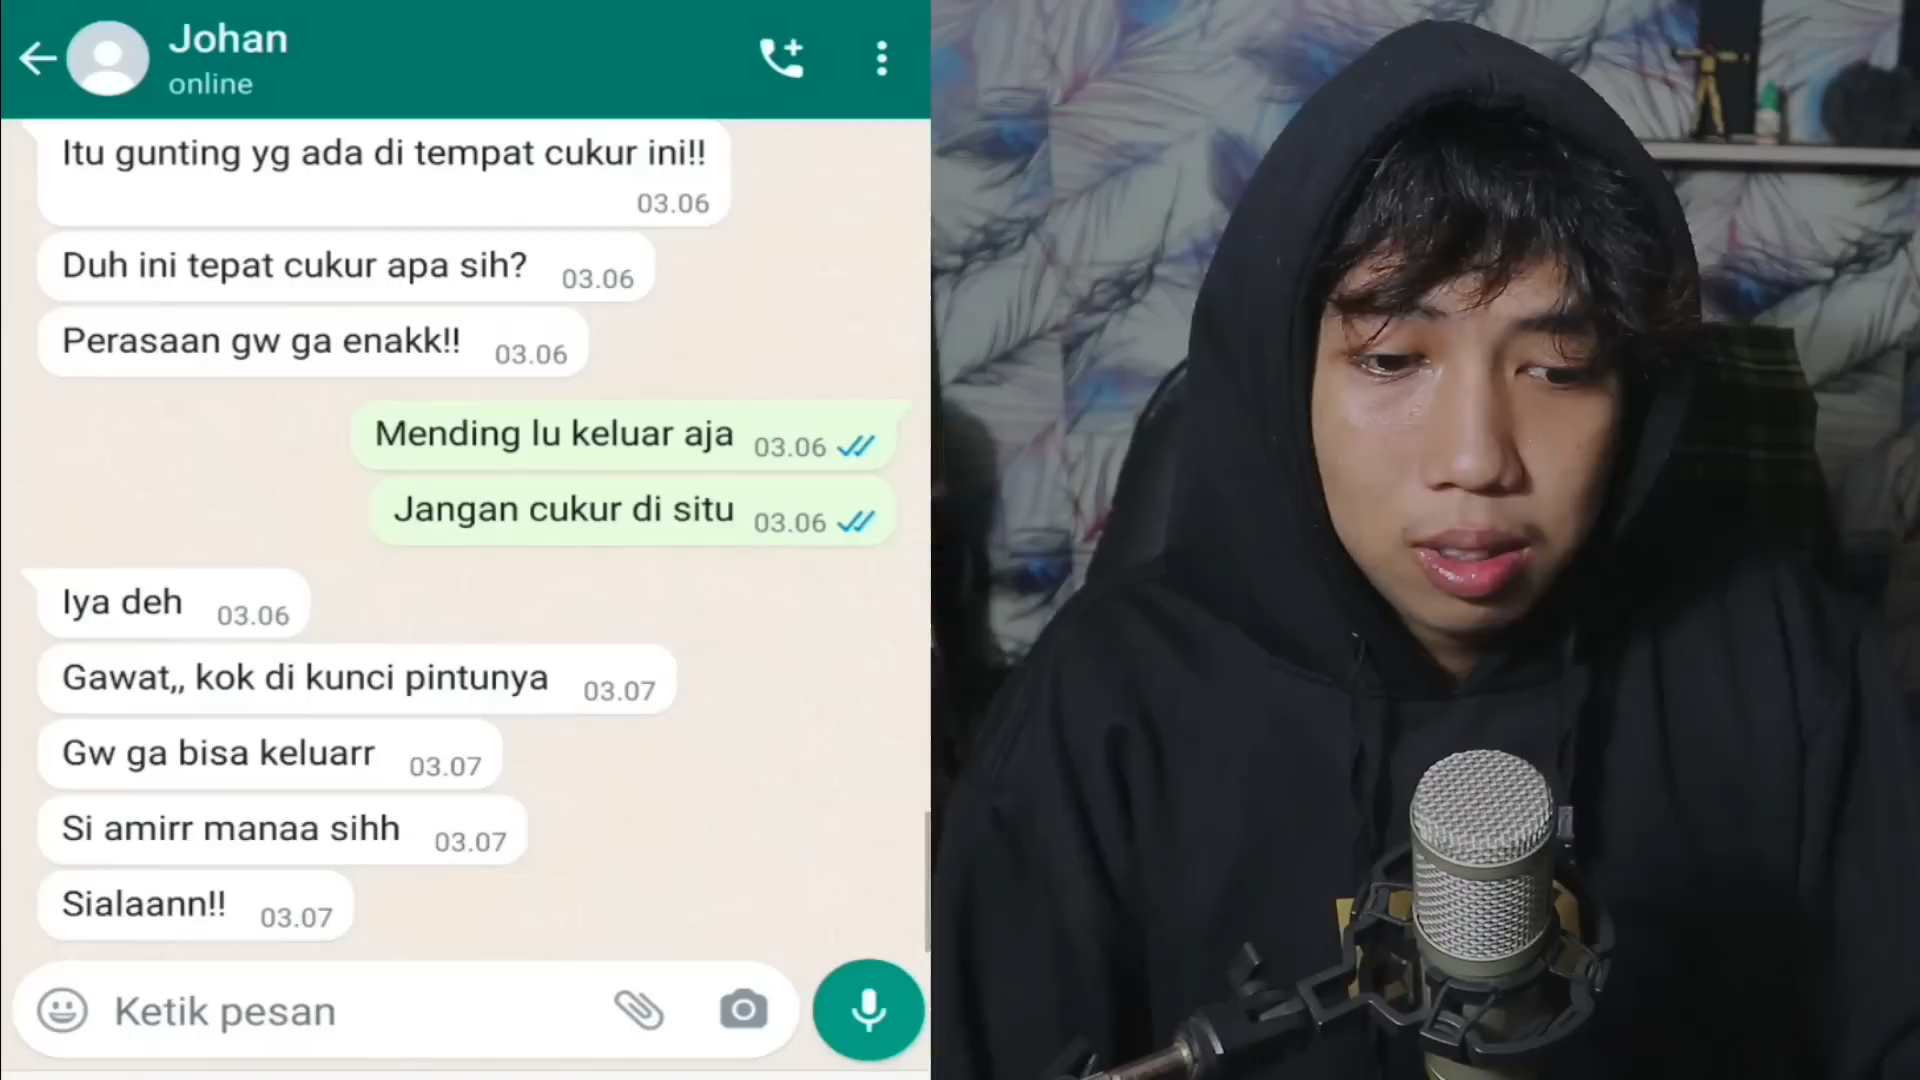 Johan
online
Itu gunting yg ada di tempat cukur ini!!
03.06
Duh ini tepat cukur apa sih? 03.06
Perasaan gw ga enakk!! 03.06
Mending lu keluar aja 03.06
Jangan cukur di situ 03.06
Iya deh 03.06
Gawat,, kok di kunci pintunya 03.07
Gw ga bisa keluarr 03.07
Si amirr manaa sihh 03.07
Sialaann!! 03.07
Ketik pesan